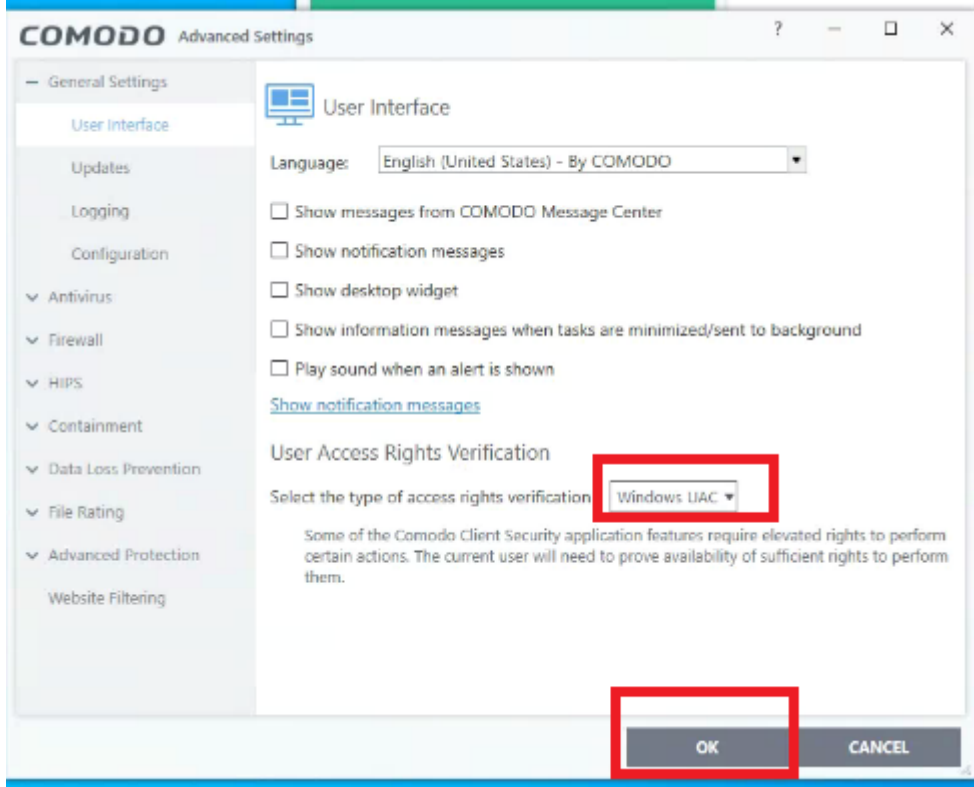 COMODO Advanced Settings
General Settings
User Interface
Updates
Logging
Configuration
Antivirus
Firewall
HIPS
Containment
Data Loss Prevention
File Rating
Advanced Protection
Website Filtering
User Interface
Language: English (United States) - By COMODO
Show messages from COMODO Message Center
Show notification messages
Show desktop widget
Show information messages when tasks are minimized/sent to background
Play sound when an alert is shown
Show notification messages
User Access Rights Verification
Select the type of access rights verification Windows UAC
Some of the Comodo Client Security application features require elevated rights to perform
certain actions. The current user will need to prove availability of sufficient rights to perform
them.
OK CANCEL